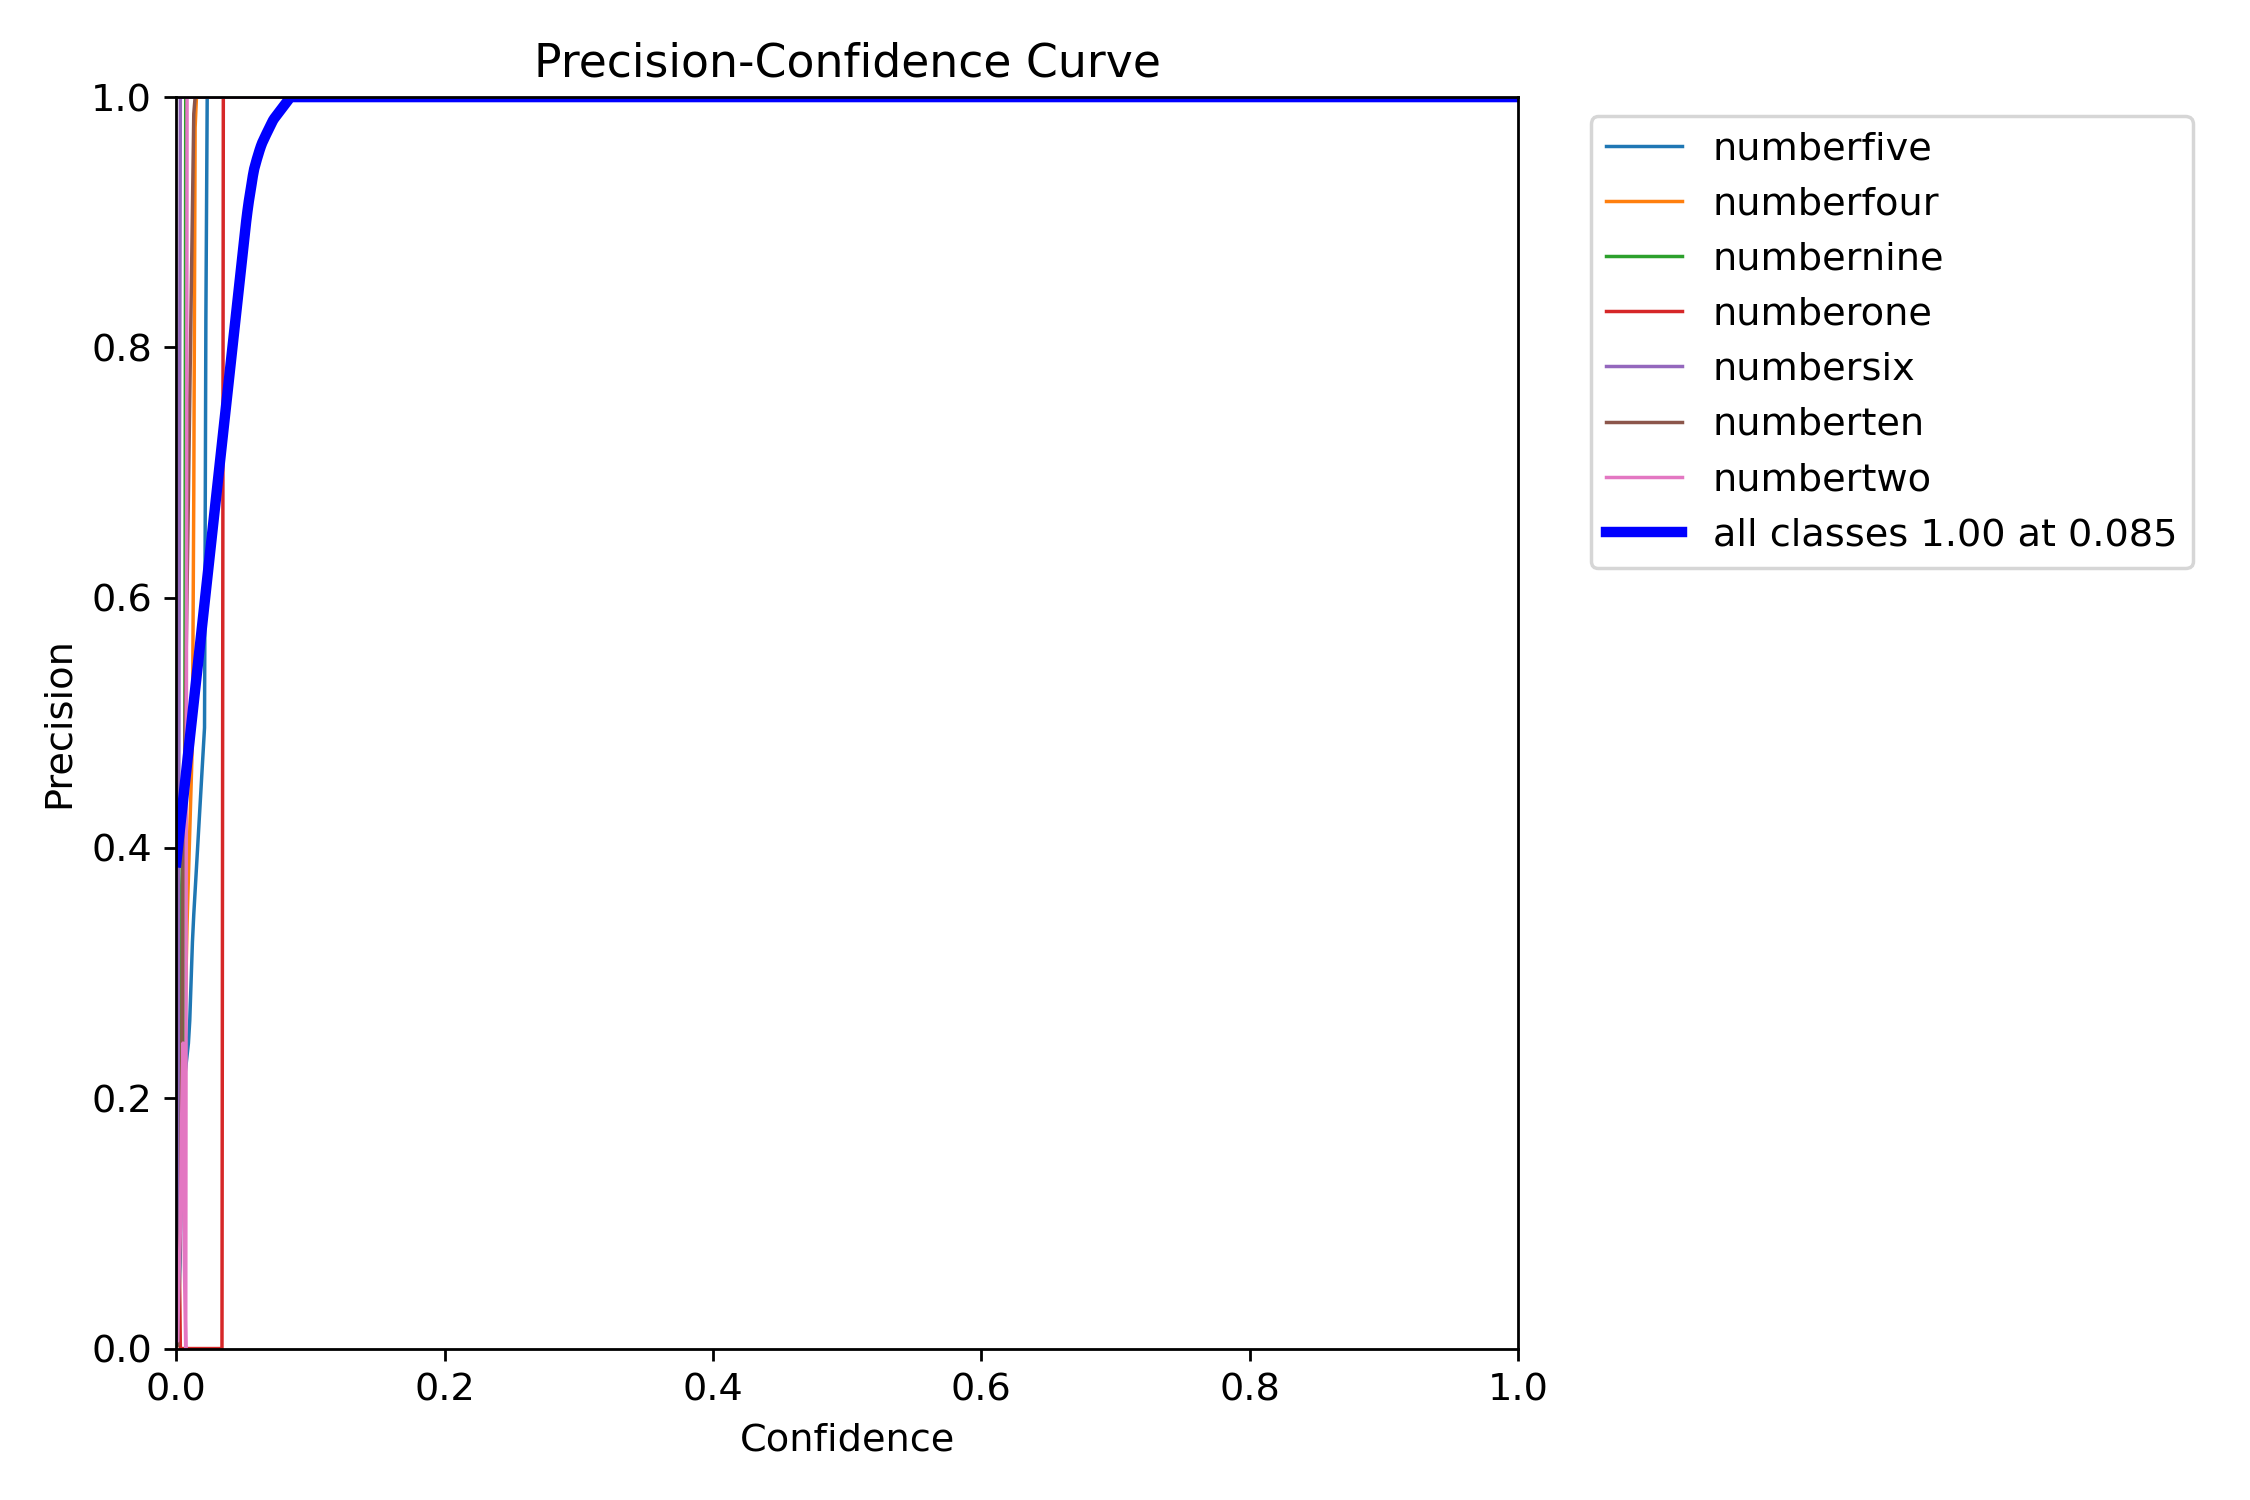 Precision-Confidence Curve
1.0
0.8
0.6
0.4
0.2
0.0
Precision
0.0 0.2 0.4 0.6 0.8 1.0
Confidence
numberfive
numberfour
numbernine
numberone
numbersix
numberten
numbertwo
all classes 1.00 at 0.085